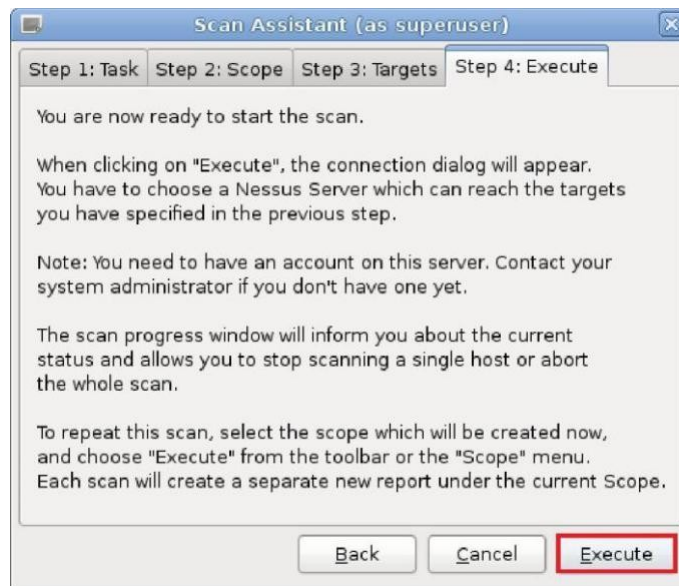 Scan Assistant (as superuser)
Step 1: Task Step 2: Scope Step 3: Targets Step 4: Execute
You are now ready to start the scan.
When clicking on "Execute", the connection dialog will appear.
You have to choose a Nessus Server which can reach the targets
you have specified in the previous step.
Note: You need to have an account on this server. Contact your
system administrator if you don't have one yet.
The scan progress window will inform you about the current
status and allows you to stop scanning a single host or abort
the whole scan.
To repeat this scan, select the scope which will be created now,
and choose "Execute" from the toolbar or the "Scope" menu.
Each scan will create a separate new report under the current Scope.
Back Cancel Execute